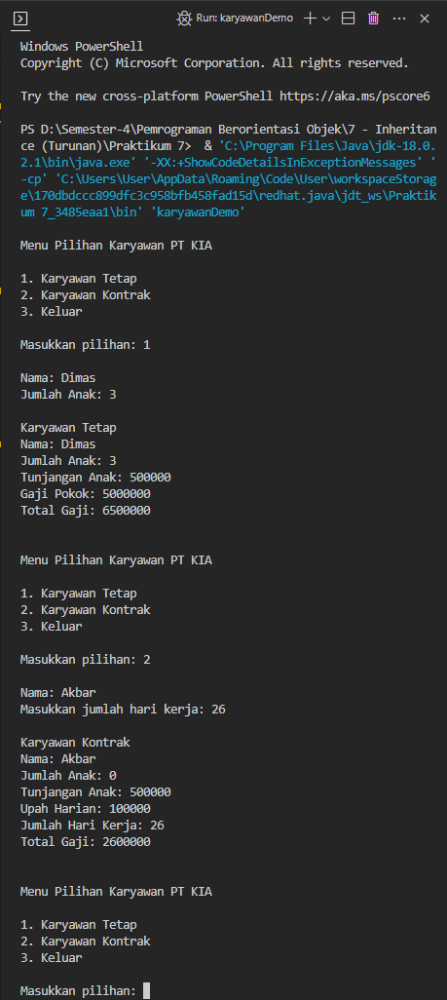 Run: karyawanDemo
Windows PowerShell
Copyright (C) Microsoft Corporation. All rights reserved.
Try the new cross-platform PowerShell https://aka.ms/pscore6
PS D:\Semester-4\Pemrograman Berorientasi Objek\7 - Inheritan
ce (Turunan)\Praktikum 7>  & 'C:\Program Files\Java\jdk-18.0.
2.1\bin\java.exe' '-XX:+ShowCodeDetailsInExceptionMessages' '
-cp' 'C:\Users\User\AppData\Roaming\Code\User\workspaceStorag
e\170dbdccc899dfc3c958bfb458fad15d\redhat.java\jdt_ws\Praktik
um 7_3485eaa1\bin' 'karyawanDemo'
Menu Pilihan Karyawan PT KIA
1. Karyawan Tetap
2. Karyawan Kontrak
3. Keluar
Masukkan pilihan: 1
Nama: Dimas
Jumlah Anak: 3
Karyawan Tetap
Nama: Dimas
Jumlah Anak: 3
Tunjangan Anak: 500000
Gaji Pokok: 5000000
Total Gaji: 6500000
Menu Pilihan Karyawan PT KIA
1. Karyawan Tetap
2. Karyawan Kontrak
3. Keluar
Masukkan pilihan: 2
Nama: Akbar
Masukkan jumlah hari kerja: 26
Karyawan Kontrak
Nama: Akbar
Jumlah Anak: 0
Tunjangan Anak: 500000
Upah Harian: 100000
Jumlah Hari Kerja: 26
Total Gaji: 2600000
Menu Pilihan Karyawan PT KIA
1. Karyawan Tetap
2. Karyawan Kontrak
3. Keluar
Masukkan pilihan: